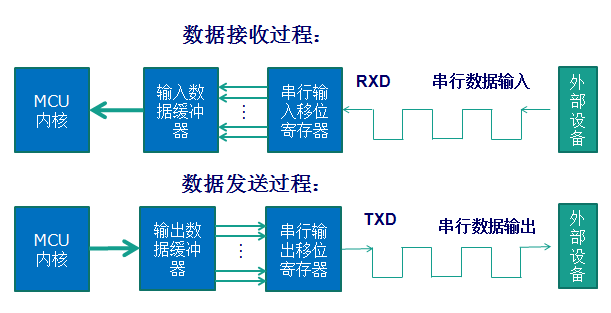 数据接收过程：
MCU
内核
输入数
据缓冲
器
串行输
入移位
寄存器
RXD
串行数据输入
外
部
设
备
数据发送过程：
MCU
内核
输出数
据缓冲
器
串行输
出移位
寄存器
TXD
串行数据输出
外
部
设
备